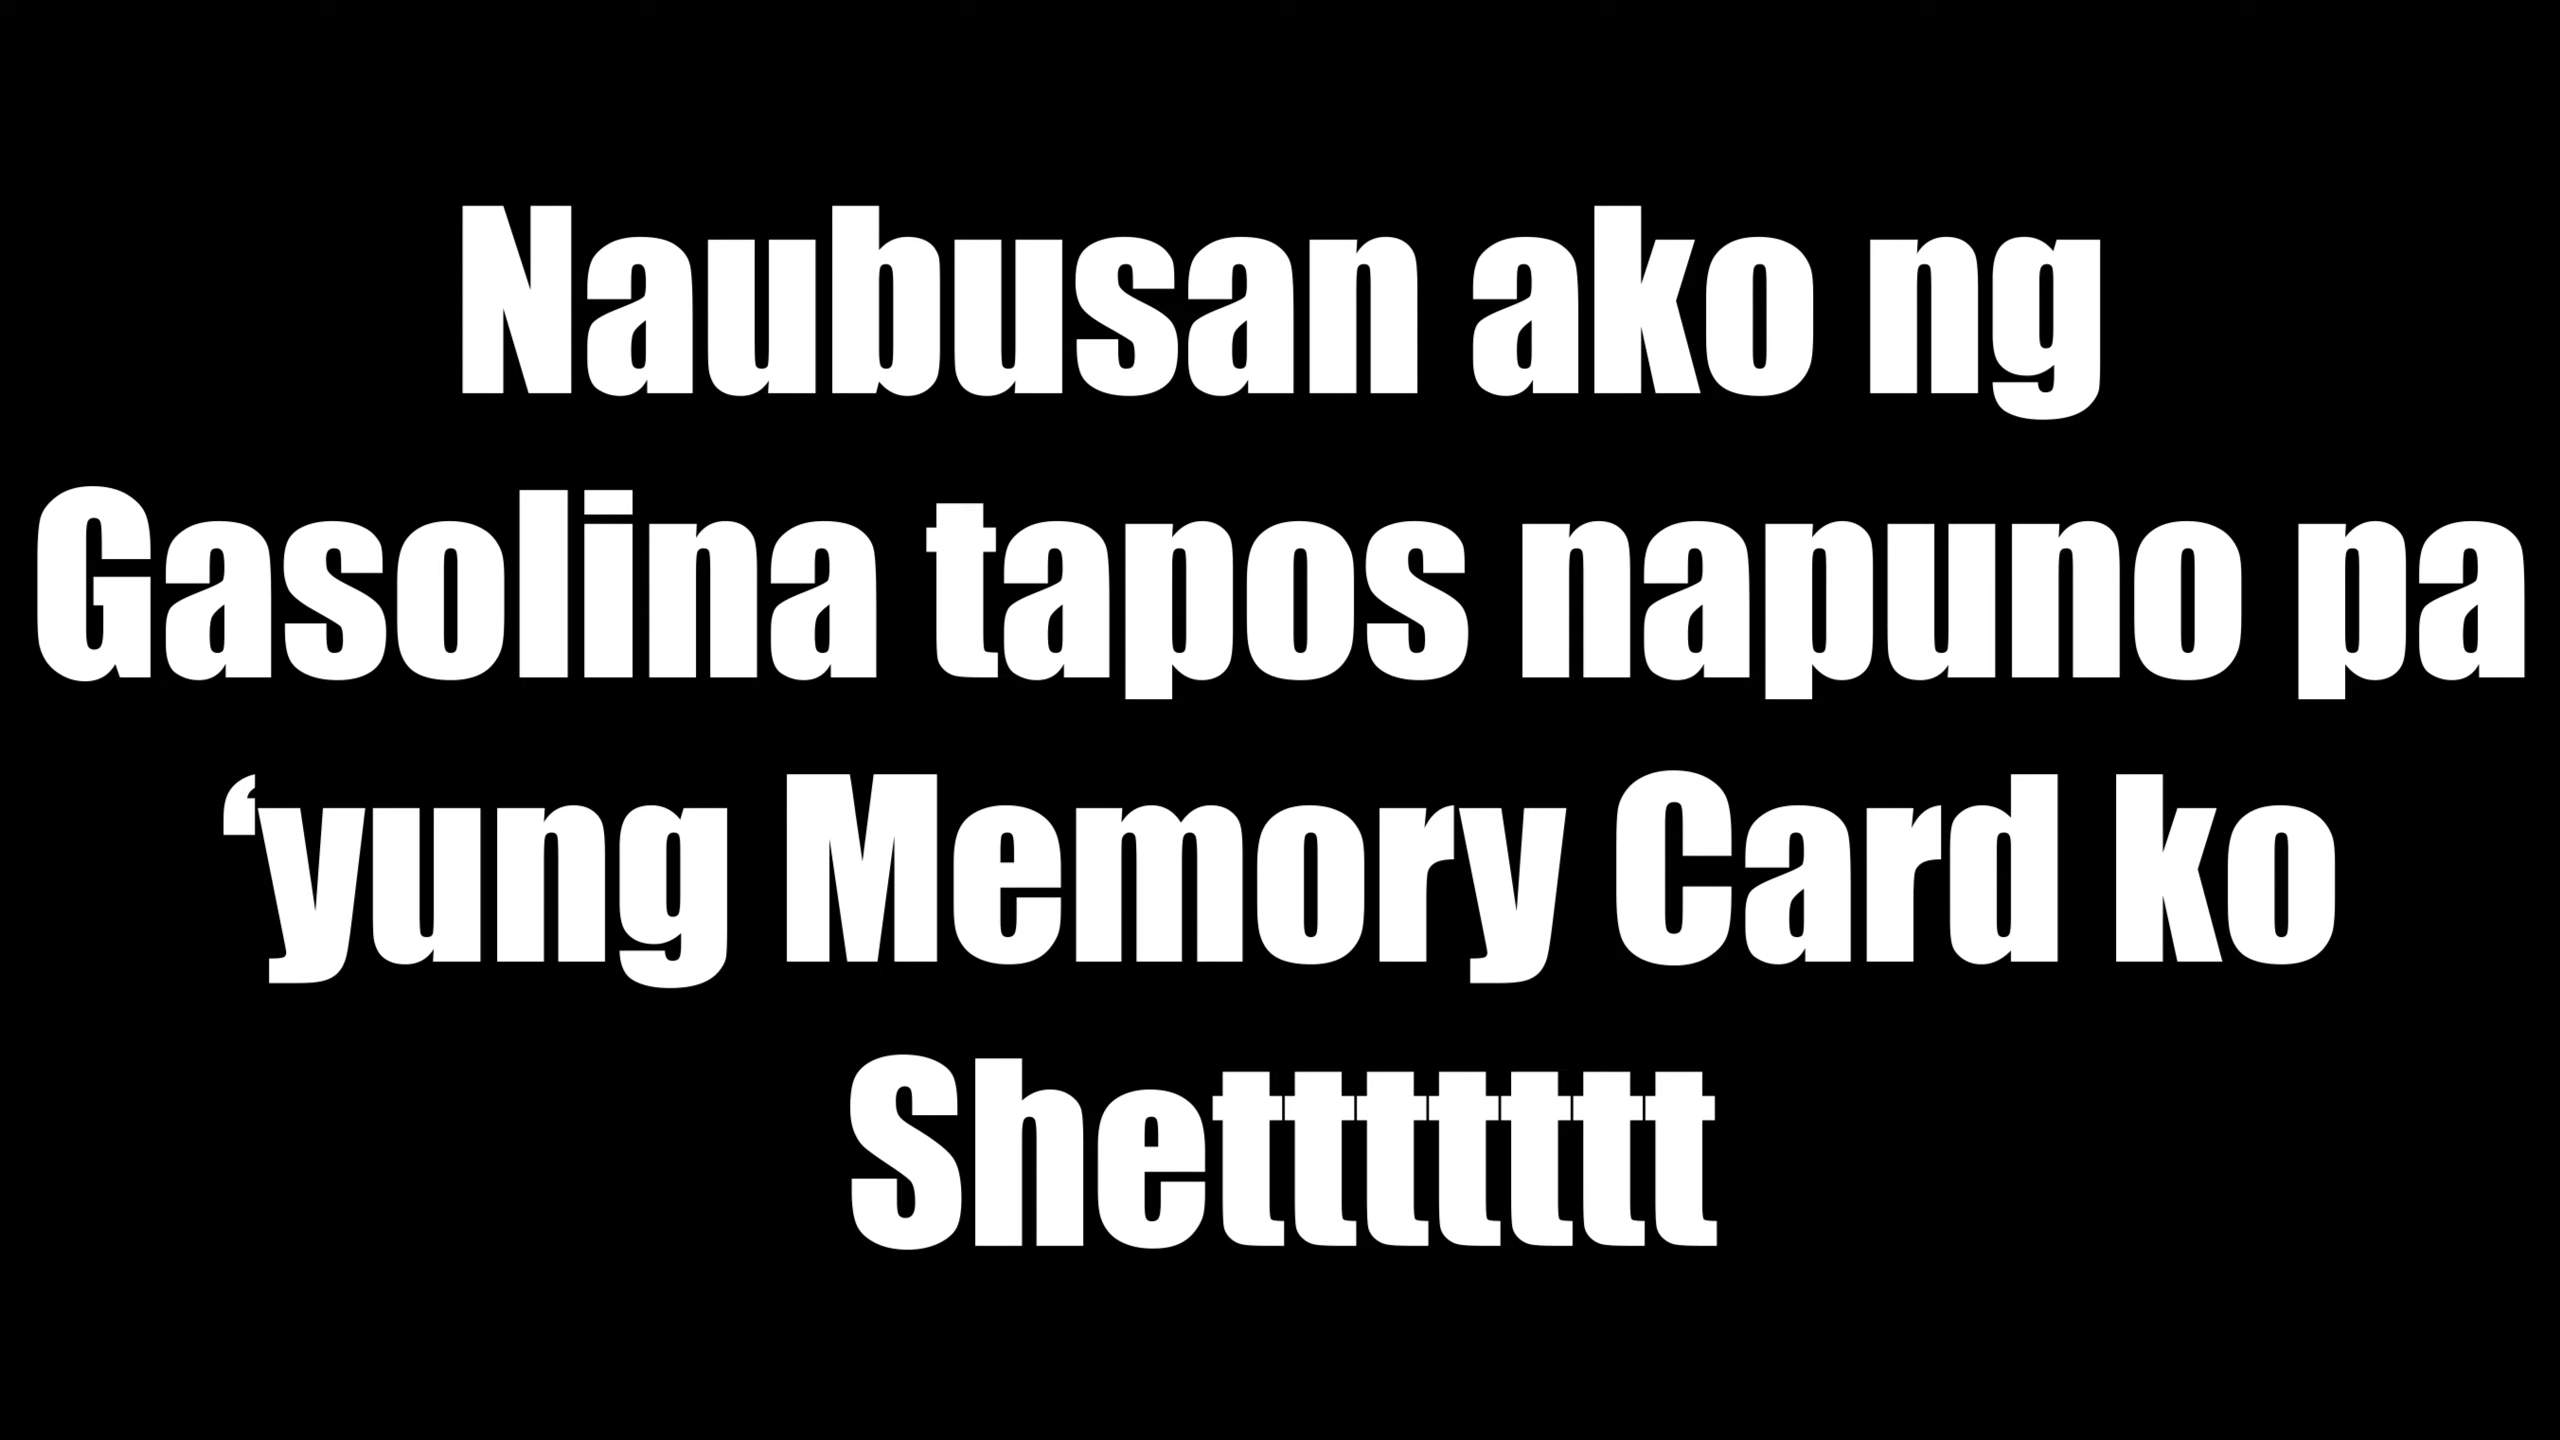 Naubusan ako ng
Gasolina tapos napuno pa
‘yung Memory Card ko
Shettttttt